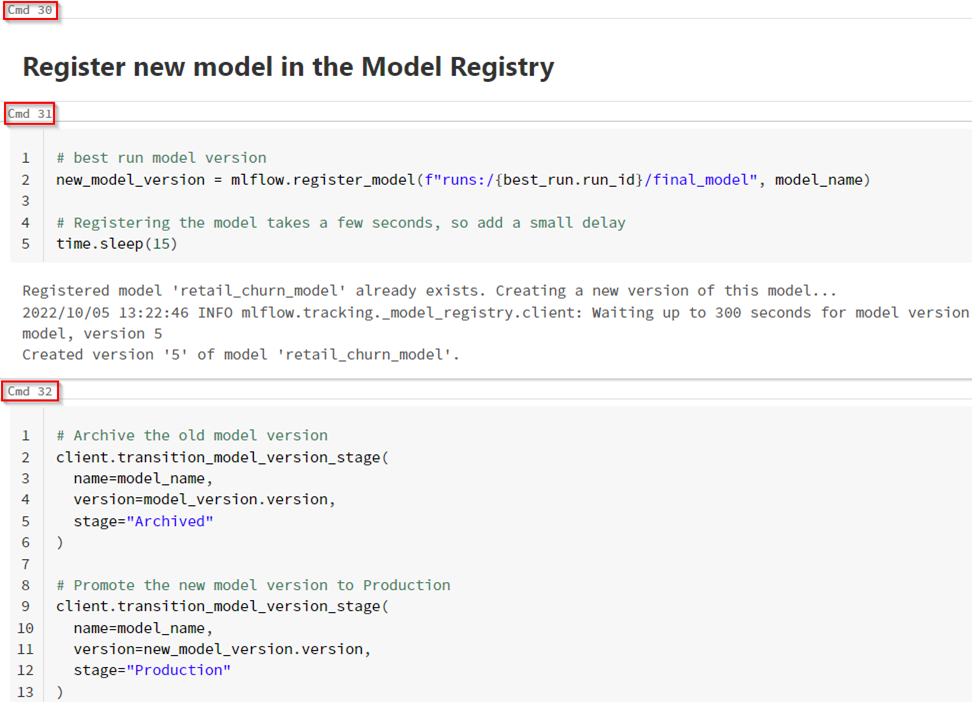 Cmd 30
Register new model in the Model Registry
Cmd 31
1 # best run model version
2 new_model_version = mlflow.register_model(f"runs:/{best_run.run_id}/final_model", model_name)
3
4 # Registering the model takes a few seconds, so add a small delay
5 time.sleep(15)
Registered model 'retail_churn_model' already exists. Creating a new version of this model...
2022/10/05 13:22:46 INFO mlflow.tracking._model_registry.client: Waiting up to 300 seconds for model version
model, version 5
Created version '5' of model 'retail_churn_model'.
Cmd 32
1 # Archive the old model version
2 client.transition_model_version_stage(
3   name=model_name,
4   version=model_version.version,
5   stage="Archived"
6 )
7
8 # Promote the new model version to Production
9 client.transition_model_version_stage(
10   name=model_name,
11   version=new_model_version.version,
12   stage="Production"
13 )